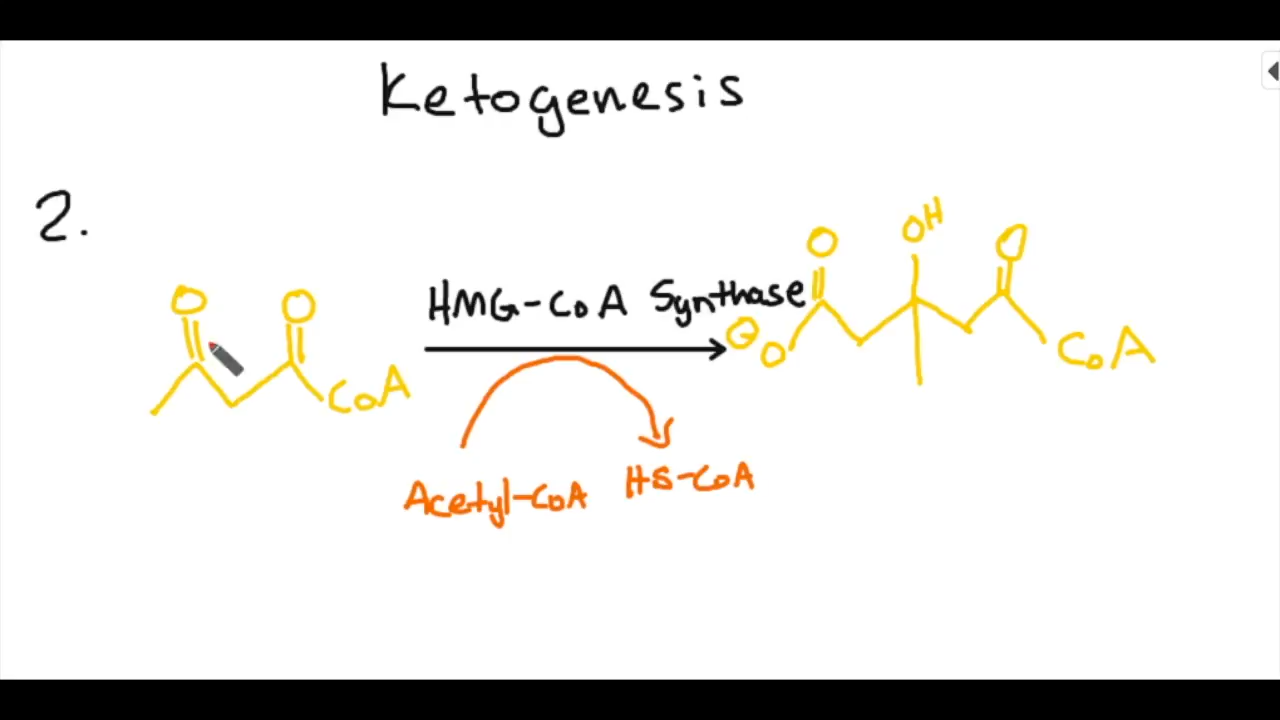 Ketogenesis
2.
O
O
CoA
HMG-CoA Synthase
Acetyl-CoA
HS-CoA
O
OH
O
⊖
O
CoA